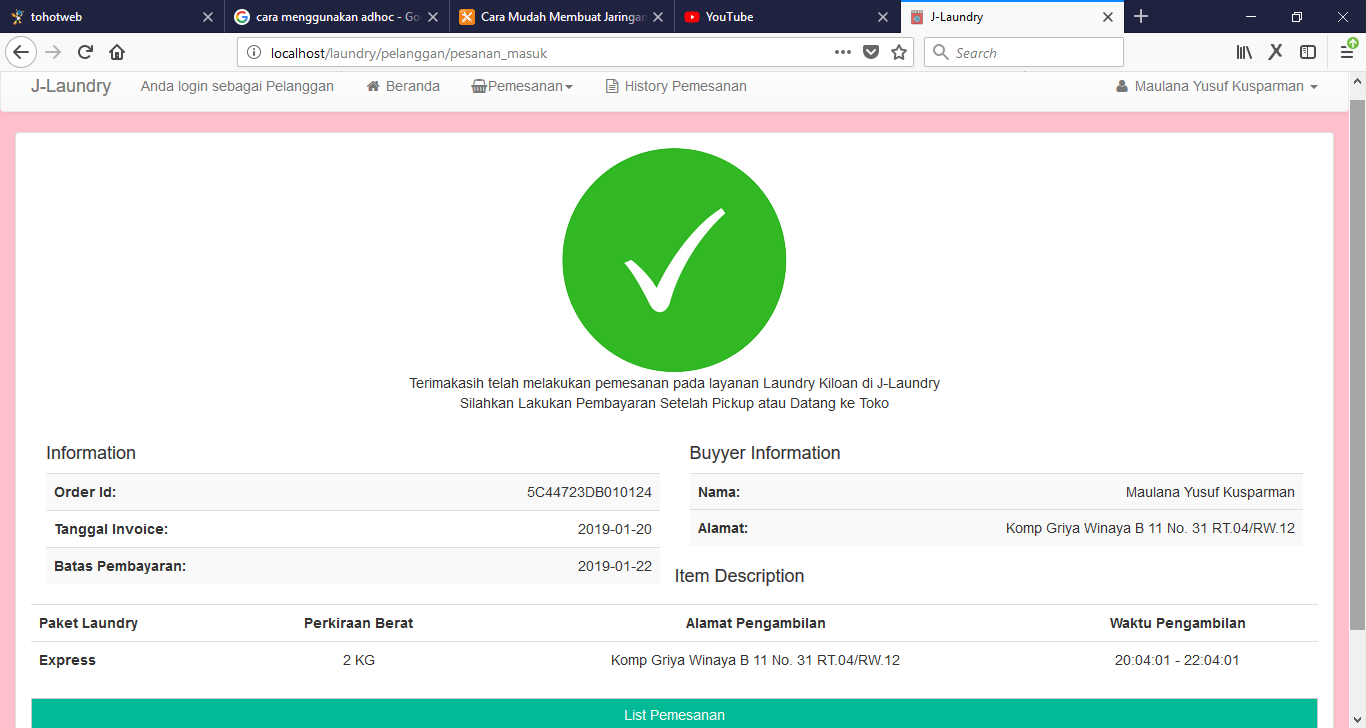 tohotweb
cara menggunakan adhoc - Go
Cara Mudah Membuat Jaringan
YouTube
J-Laundry
localhost/laundry/pelanggan/pesanan_masuk
Search
J-Laundry Anda login sebagai Pelanggan Beranda Pemesanan History Pemesanan Maulana Yusuf Kusparman
Terimakasih telah melakukan pemesanan pada layanan Laundry Kiloan di J-Laundry
Silahkan Lakukan Pembayaran Setelah Pickup atau Datang ke Toko
Information
Order Id: 5C44723DB010124
Tanggal Invoice: 2019-01-20
Batas Pembayaran: 2019-01-22
Buyyer Information
Nama: Maulana Yusuf Kusparman
Alamat: Komp Griya Winaya B 11 No. 31 RT.04/RW.12
Item Description
Paket Laundry Perkiraan Berat Alamat Pengambilan Waktu Pengambilan
Express 2 KG Komp Griya Winaya B 11 No. 31 RT.04/RW.12 20:04:01 - 22:04:01
List Pemesanan